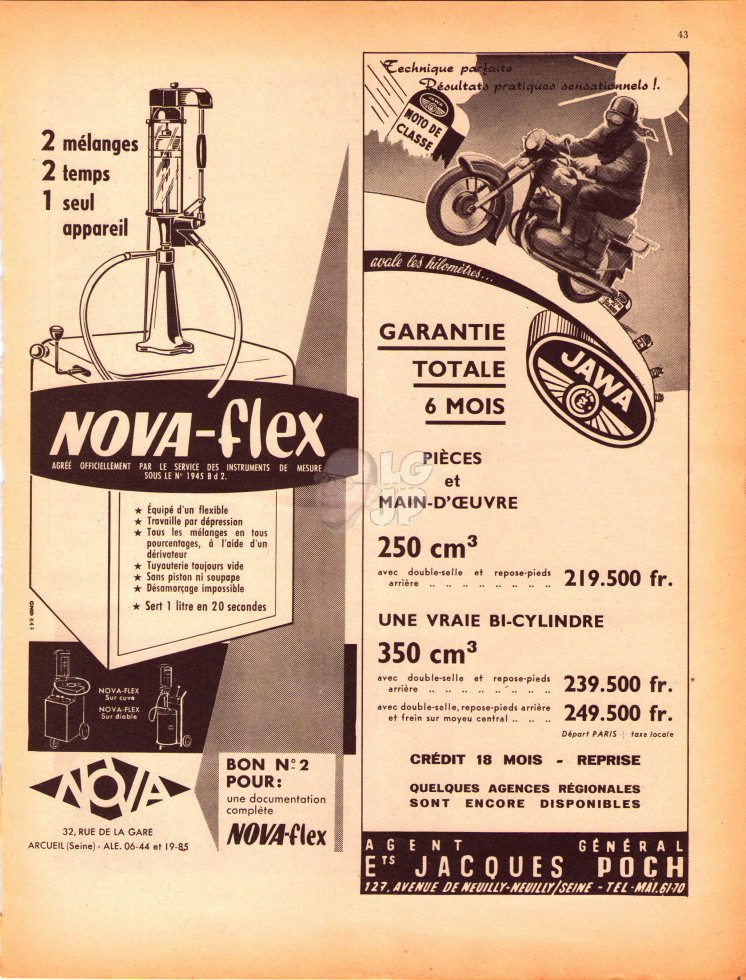 43
2 mélanges
2 temps
1 seul
appareil
NOVA-flex
AGRÉÉ OFFICIELLEMENT PAR LE SERVICE DES INSTRUMENTS DE MESURE
SOUS LE Nº 1945 B d 2.
★ Équipé d'un flexible
★ Travaille par dépression
★ Tous les mélanges en tous
pourcentages, à l'aide d'un
dérivateur
★ Tuyauterie toujours vide
★ Sans piston ni soupape
★ Désamorçage impossible
★ Sert 1 litre en 20 secondes
NOVA-FLEX
Sur cuve
NOVA-FLEX
Sur diable
NOVA
32, RUE DE LA GARE
ARCUEIL (Seine) - ALE. 06-44 et 19-85
BON Nº 2
POUR:
une documentation
complète
NOVA-flex
Technique parfaite
Résultats pratiques sensationnels !.
JAWA
MOTO DE
CLASSE
avale les kilomètres...
GARANTIE
TOTALE
6 MOIS
JAWA
PIÈCES
et
MAIN-D'ŒUVRE
LG
JP
250 cm³
avec double-selle et repose-pieds
arrière .. .. .. .. .. .. .. .. 219.500 fr.
UNE VRAIE BI-CYLINDRE
350 cm³
avec double-selle et repose-pieds
arrière .. .. .. .. .. .. .. .. 239.500 fr.
avec double-selle, repose-pieds arrière
et frein sur moyeu central .. .. .. 249.500 fr.
Départ PARIS + taxe locale
CRÉDIT 18 MOIS - REPRISE
QUELQUES AGENCES RÉGIONALES
SONT ENCORE DISPONIBLES
AGENT GÉNÉRAL
Ets JACQUES POCH
127, AVENUE DE NEUILLY-NEUILLY/SEINE - TEL-MAI.61-70